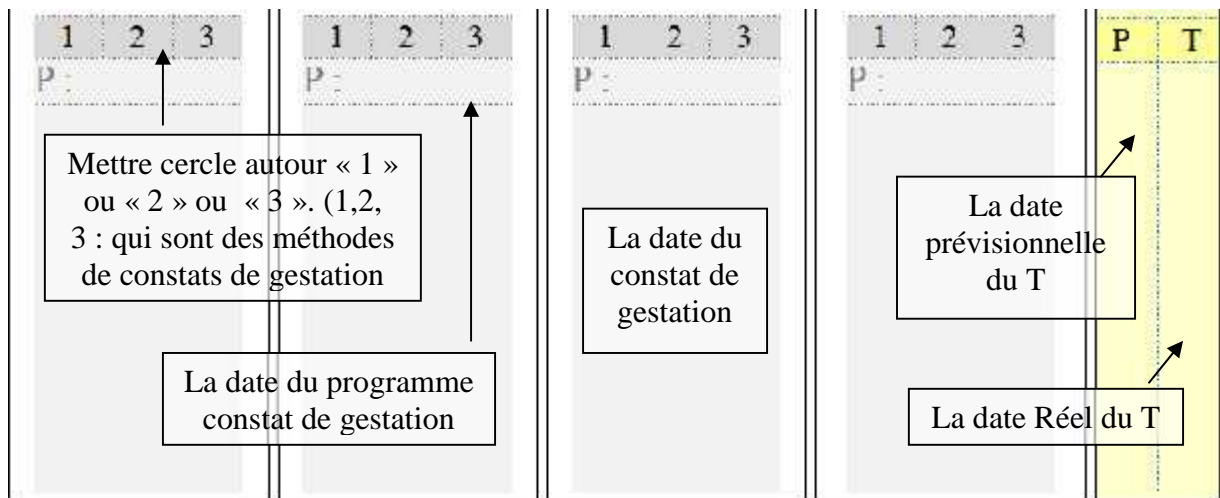 1 2 3 1 2 3 1 2 3 1 2 3 P T
P : P : P : P :
Mettre cercle autour « 1 »
ou « 2 » ou « 3 ». (1,2,
3 : qui sont des méthodes
de constats de gestation
La date du
constat de
gestation
La date
prévisionnelle
du T
La date du programme
constat de gestation
La date Réel du T